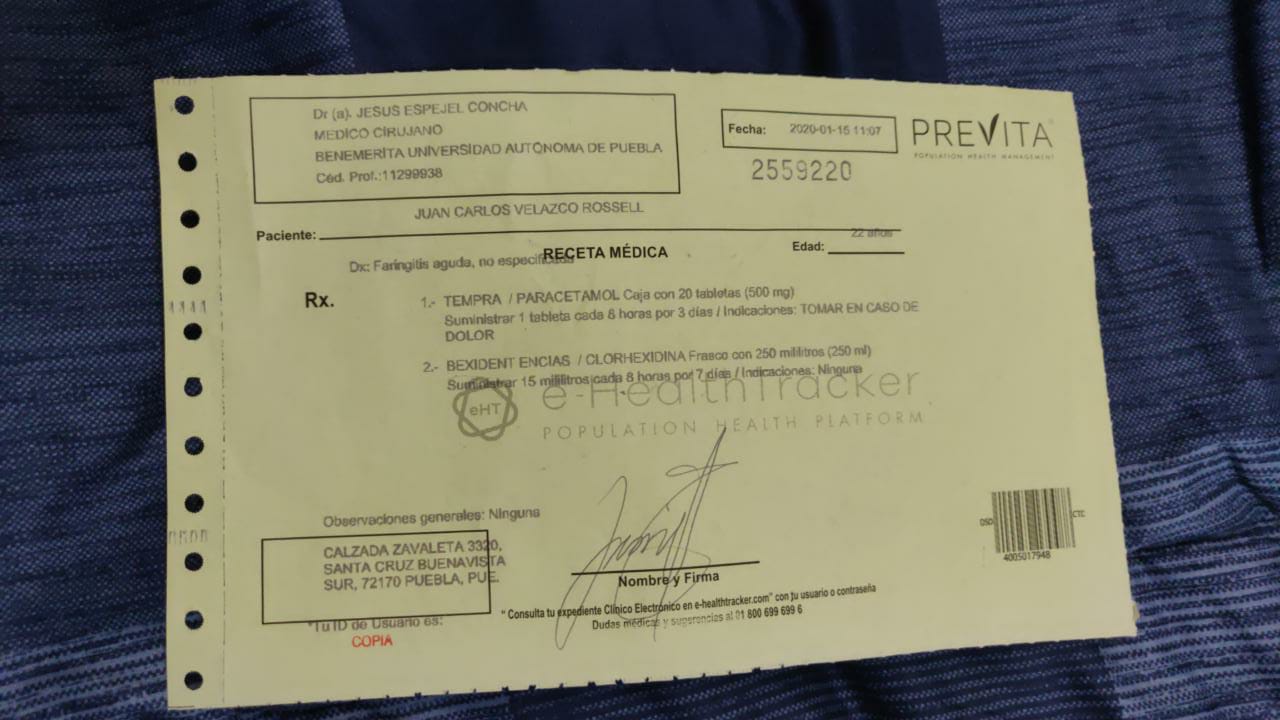 Dr (a). JESUS ESPEJEL CONCHA
MEDICO CIRUJANO
BENEMERITA UNIVERSIDAD AUTÓNOMA DE PUEBLA
Céd. Prof.:11299938
Fecha: 2020-01-15 11:07
PREVITA
POPULATION HEALTH MANAGEMENT
2559220
JUAN CARLOS VELAZCO ROSSELL
Paciente:
22 años
Edad:
RECETA MÉDICA
Dx: Faringitis aguda, no especificada
Rx.
1.- TEMPRA / PARACETAMOL Caja con 20 tabletas (500 mg)
Suministrar 1 tableta cada 8 horas por 3 días / Indicaciones: TOMAR EN CASO DE
DOLOR
2.- BEXIDENT ENCIAS / CLORHEXIDINA Frasco con 250 mililitros (250 ml)
Suministrar 15 mililitros cada 8 horas por 7 días / Indicaciones: Ninguna
eHT
e-HealthTracker
POPULATION HEALTH PLATFORM
Observaciones generales: Ninguna
CALZADA ZAVALETA 3320,
SANTA CRUZ BUENAVISTA
SUR, 72170 PUEBLA, PUE.
Nombre y Firma
"Consulta tu expediente Clínico Electrónico en e-healthtracker.com" con tu usuario o contraseña
Dudas médicas y sugerencias al 01 800 699 699 6
*Tu ID de Usuario es:
COPIA
DSD
CTC
4005017948